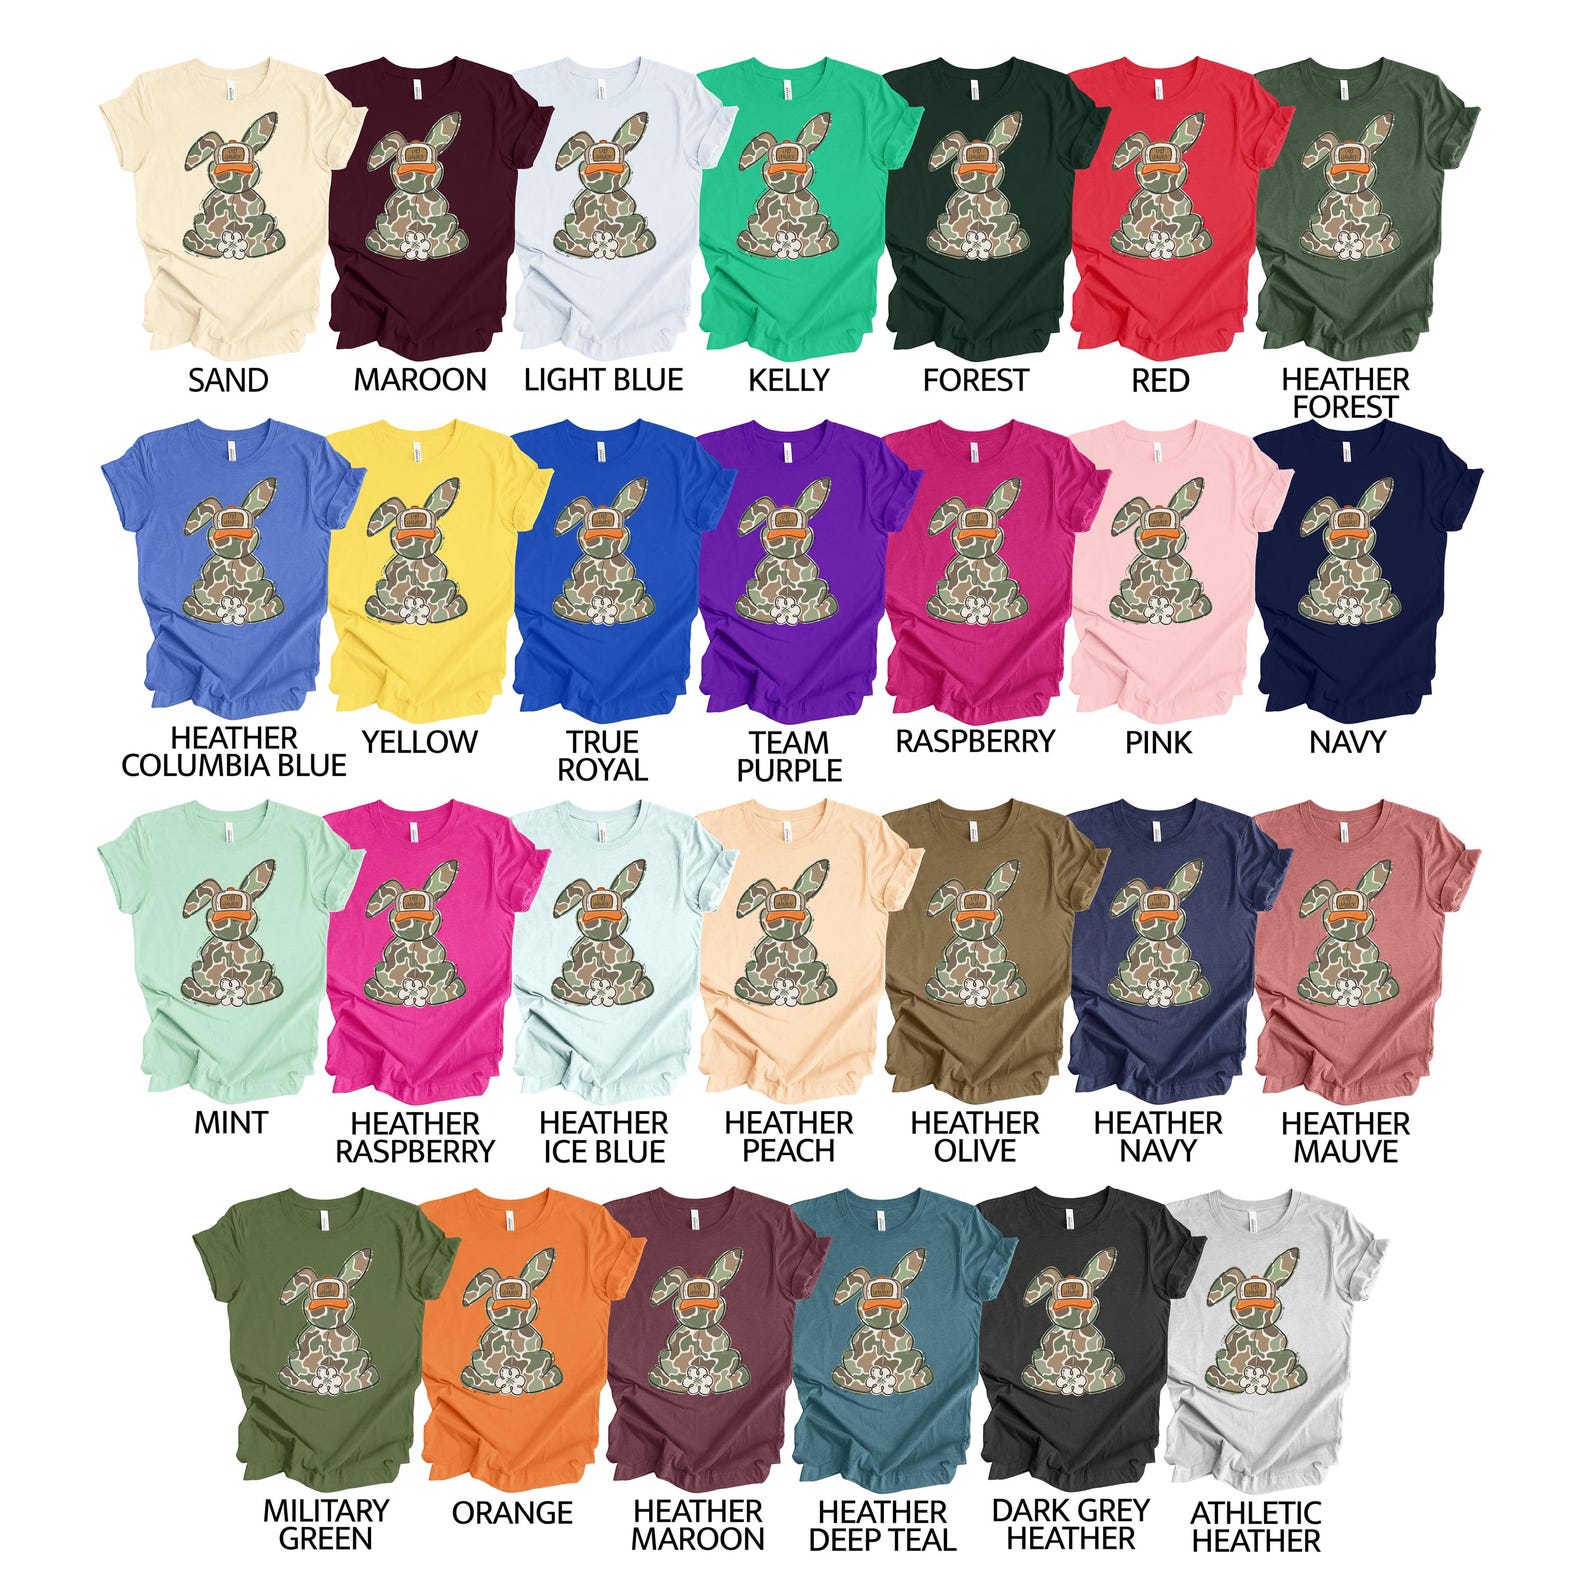 SAND
MAROON
LIGHT BLUE
KELLY
FOREST
RED
HEATHER
FOREST
HEATHER
COLUMBIA BLUE
YELLOW
TRUE
ROYAL
TEAM
PURPLE
RASPBERRY
PINK
NAVY
MINT
HEATHER
RASPBERRY
HEATHER
ICE BLUE
HEATHER
PEACH
HEATHER
OLIVE
HEATHER
NAVY
HEATHER
MAUVE
MILITARY
GREEN
ORANGE
HEATHER
MAROON
HEATHER
DEEP TEAL
DARK GREY
HEATHER
ATHLETIC
HEATHER